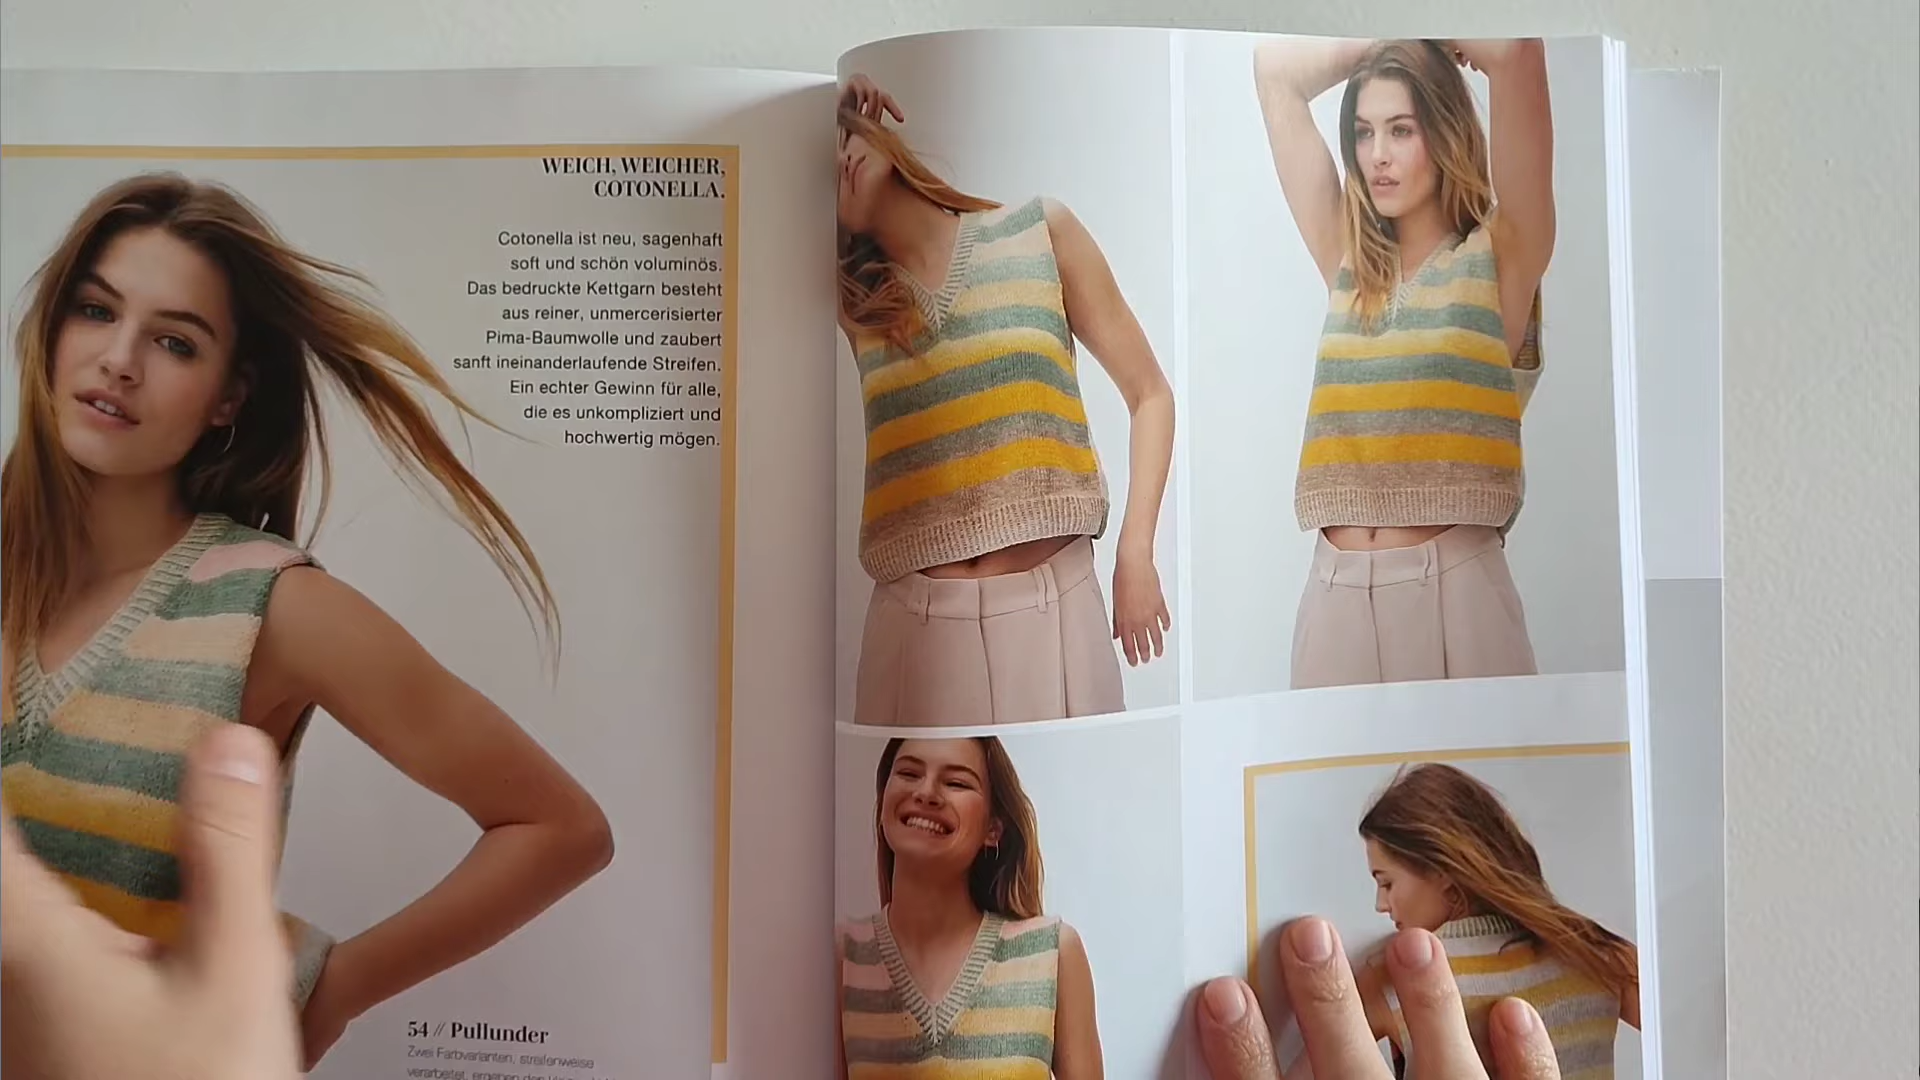 WEICH, WEICHER,
COTONELLA.
Cotonella ist neu, sagenhaft
soft und schön voluminös.
Das bedruckte Kettgarn besteht
aus reiner, unmercerisierter
Pima-Baumwolle und zaubert
sanft ineinanderlaufende Streifen.
Ein echter Gewinn für alle,
die es unkompliziert und
hochwertig mögen.
54 // Pullunder
Zwei Farbvarianten, streifenweise
verarbeitet, ergeben den